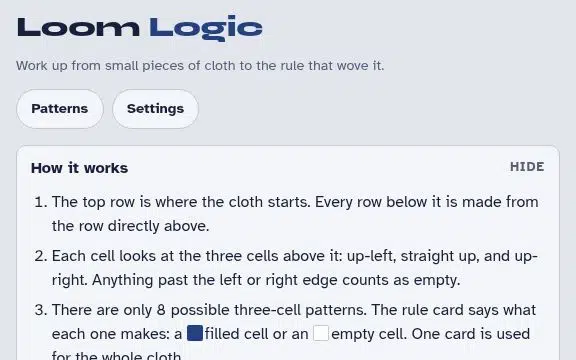 Loom Logic
Work up from small pieces of cloth to the rule that wove it.
Patterns
Settings
How it works
HIDE
1. The top row is where the cloth starts. Every row below it is made from
the row directly above.
2. Each cell looks at the three cells above it: up-left, straight up, and up-
right. Anything past the left or right edge counts as empty.
3. There are only 8 possible three-cell patterns. The rule card says what
each one makes: a filled cell or an empty cell. One card is used
for the whole cloth.